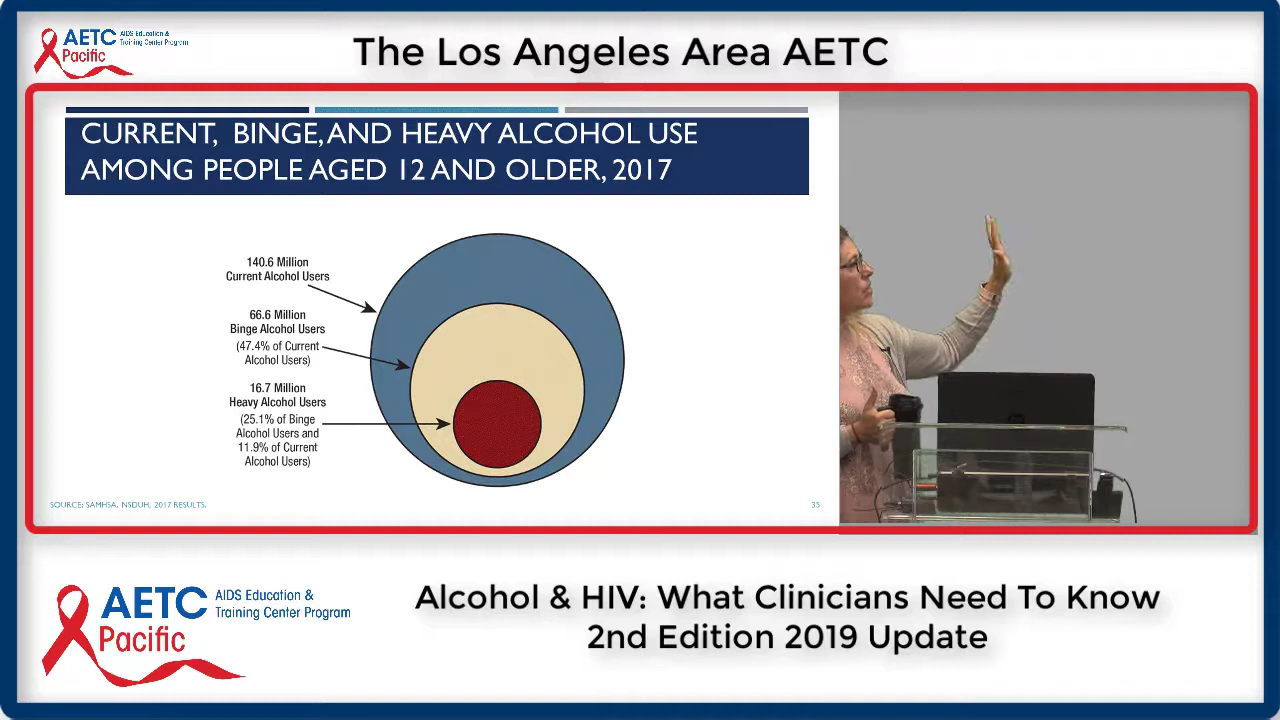 AETC
AIDS Education &
Training Center Program
Pacific
The Los Angeles Area AETC
CURRENT, BINGE, AND HEAVY ALCOHOL USE
AMONG PEOPLE AGED 12 AND OLDER, 2017
140.6 Million
Current Alcohol Users
66.6 Million
Binge Alcohol Users
(47.4% of Current
Alcohol Users)
16.7 Million
Heavy Alcohol Users
(25.1% of Binge
Alcohol Users and
11.9% of Current
Alcohol Users)
SOURCE: SAMHSA, NSDUH, 2017 RESULTS.
35
AETC
AIDS Education &
Training Center Program
Pacific
Alcohol & HIV: What Clinicians Need To Know
2nd Edition 2019 Update